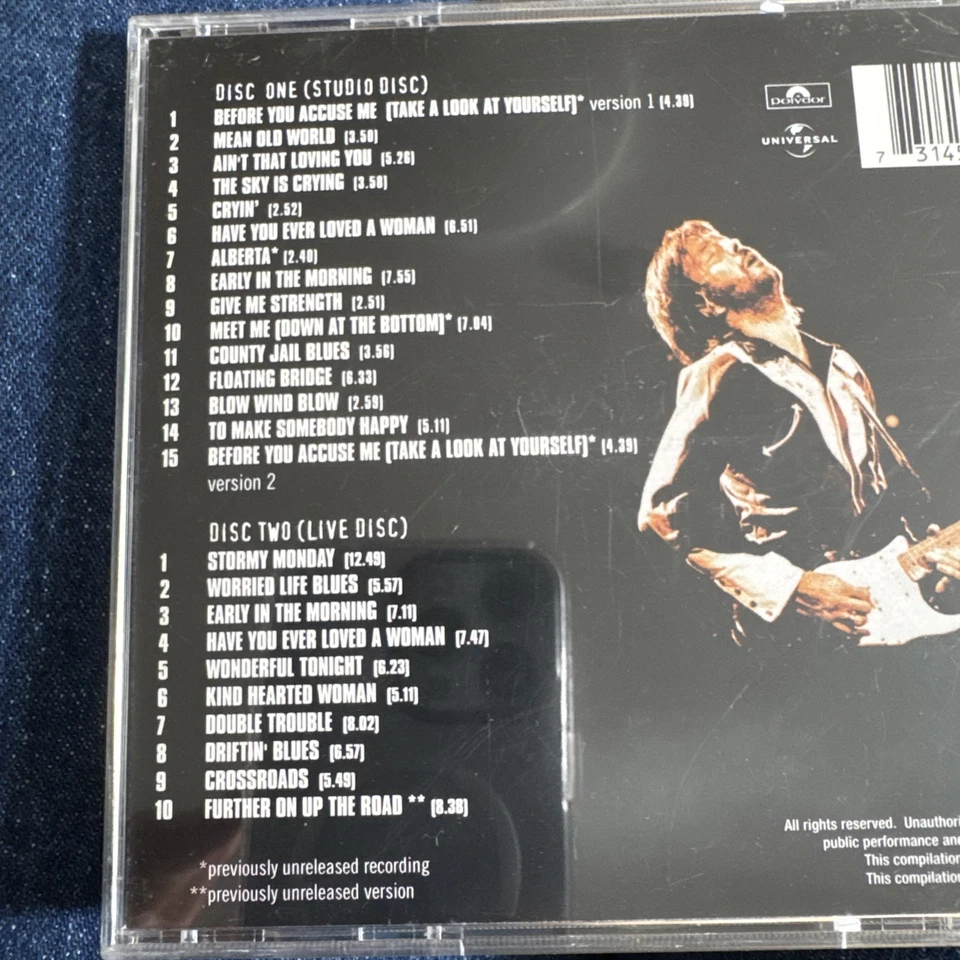 DISC ONE (STUDIO DISC)
1 BEFORE YOU ACCUSE ME [TAKE A LOOK AT YOURSELF]* version 1 [4.39]
2 MEAN OLD WORLD [3.50]
3 AIN'T THAT LOVING YOU [5.26]
4 THE SKY IS CRYING [3.58]
5 CRYIN' [2.52]
6 HAVE YOU EVER LOVED A WOMAN [6.51]
7 ALBERTA* [2.40]
8 EARLY IN THE MORNING [7.55]
9 GIVE ME STRENGTH [2.51]
10 MEET ME [DOWN AT THE BOTTOM]* [7.04]
11 COUNTY JAIL BLUES [3.56]
12 FLOATING BRIDGE [6.33]
13 BLOW WIND BLOW [2.59]
14 TO MAKE SOMEBODY HAPPY [5.11]
15 BEFORE YOU ACCUSE ME [TAKE A LOOK AT YOURSELF]* [4.39]
version 2
DISC TWO (LIVE DISC)
1 STORMY MONDAY [12.49]
2 WORRIED LIFE BLUES [5.57]
3 EARLY IN THE MORNING [7.11]
4 HAVE YOU EVER LOVED A WOMAN [7.47]
5 WONDERFUL TONIGHT [6.23]
6 KIND HEARTED WOMAN [5.11]
7 DOUBLE TROUBLE [8.02]
8 DRIFTIN' BLUES [6.57]
9 CROSSROADS [5.49]
10 FURTHER ON UP THE ROAD ** [8.38]
*previously unreleased recording
**previously unreleased version
polydor
UNIVERSAL
7 3145
All rights reserved. Unauthori
public performance and
This compilation
This compilation